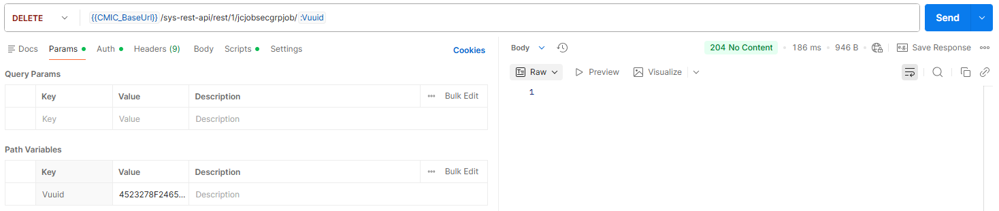 DELETE {{CMIC_BaseUrl}} /sys-rest-api/rest/1/jcjobsecgrpjob/ :Vuuid Send
Docs Params Auth Headers (9) Body Scripts Settings Cookies
Query Params
Key Value Description Bulk Edit
Key Value Description
Path Variables
Key Value Description Bulk Edit
Vuuid 4523278F2465... Description
Body 204 No Content 186 ms 946 B e.g. Save Response
Raw Preview Visualize
1